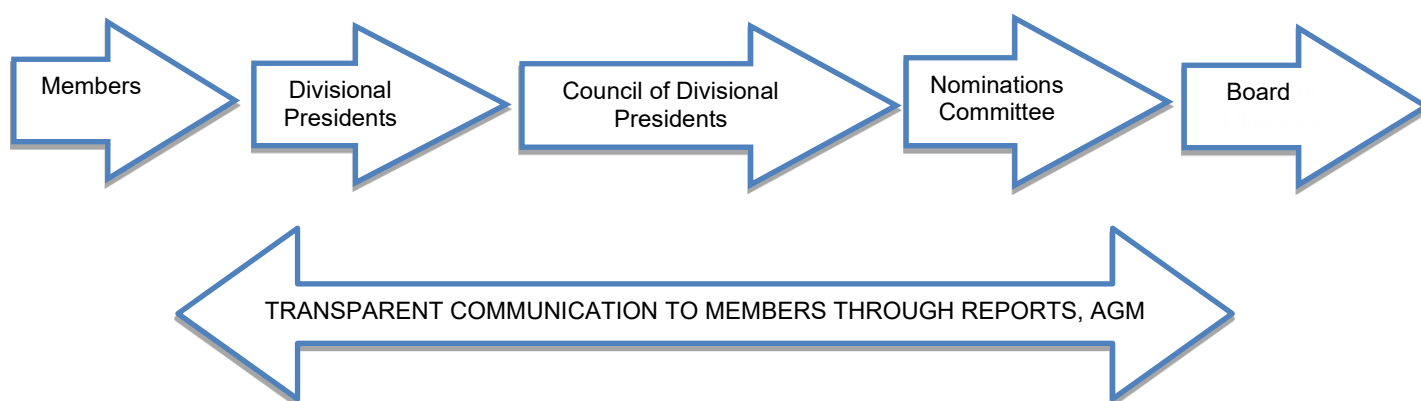 Members
Divisional
Presidents
Council of Divisional
Presidents
Nominations
Committee
Board
TRANSPARENT COMMUNICATION TO MEMBERS THROUGH REPORTS, AGM